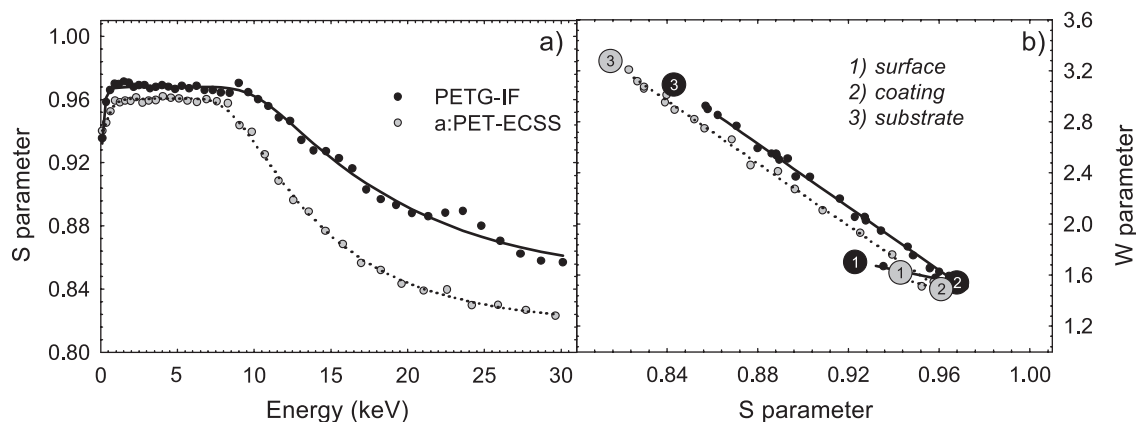 a)
S parameter
1.00
0.96
0.92
0.88
0.84
0.80
PETG-IF
a:PET-ECSS
0 5 10 15 20 25 30
Energy (keV)
b)
1) surface
2) coating
3) substrate
3
3
1
1
2
2
0.84 0.88 0.92 0.96 1.00
S parameter
3.6
3.2
2.8
2.4
2.0
1.6
1.2
W parameter